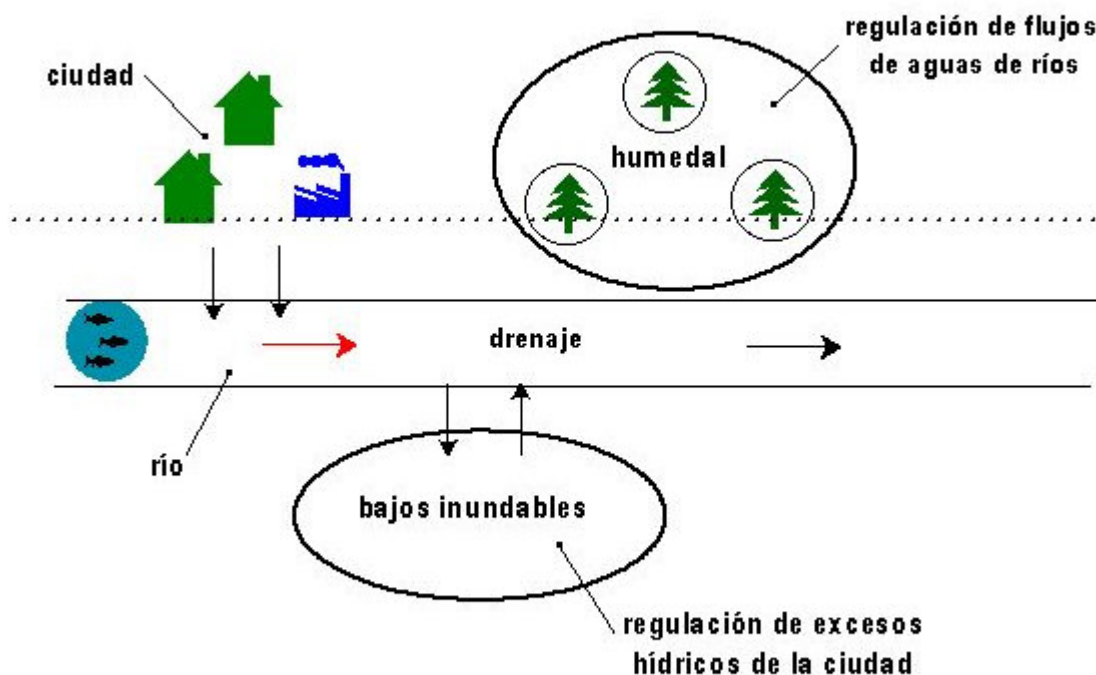 regulación de flujos
de aguas de ríos
ciudad
humedal
drenaje
río
bajos inundables
regulación de excesos
hídricos de la ciudad